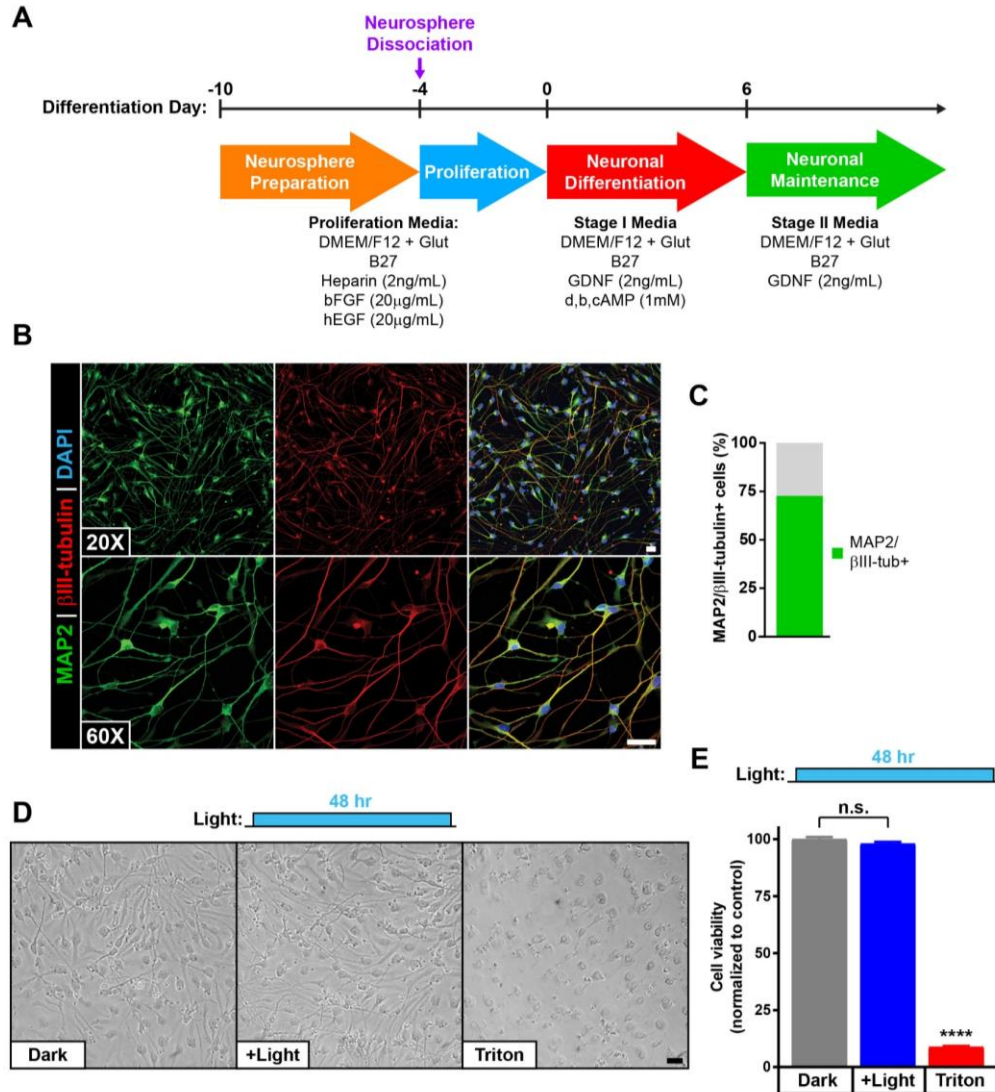 A
Neurosphere
Dissociation
-10 -4 0 6
Differentiation Day:
Neurosphere
Preparation
Proliferation
Neuronal
Differentiation
Neuronal
Maintenance
Proliferation Media:
DMEM/F12 + Glut
B27
Heparin (2ng/mL)
bFGF (20μg/mL)
hEGF (20μg/mL)
Stage I Media
DMEM/F12 + Glut
B27
GDNF (2ng/mL)
d,b,cAMP (1mM)
Stage II Media
DMEM/F12 + Glut
B27
GDNF (2ng/mL)
B
MAP2 | βIII-tubulin | DAPI
20X
60X
C
MAP2/βIII-tubulin+ cells (%)
100
75
50
25
0
MAP2/
βIII-tub+
D
48 hr
Light:
Dark
+Light
Triton
E
48 hr
Light:
n.s.
Cell viability
(normalized to control)
100
75
50
25
0
****
Dark +Light Triton